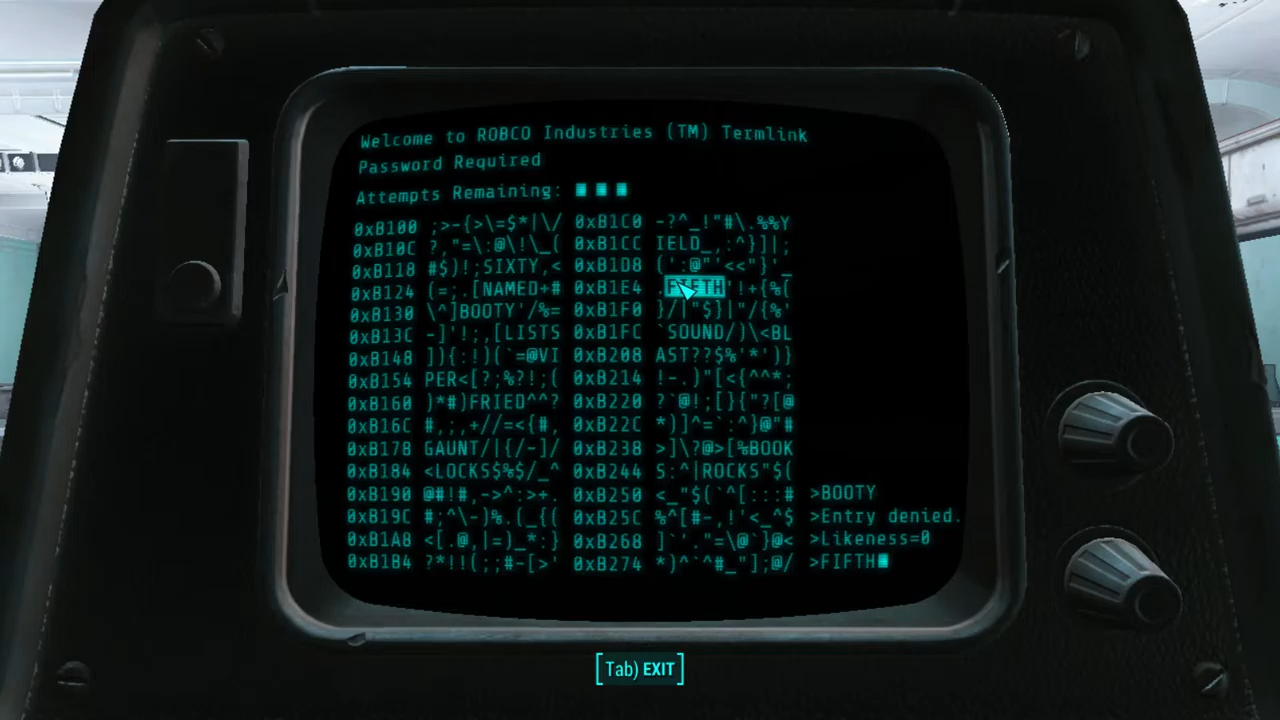 Welcome to ROBCO Industries (TM) Termlink
Password Required
Attempts Remaining: ■ ■ ■
0xB100 ;>-{>\=$*|\/ 0xB1C0 -?^_!"#\.%%Y
0xB10C ?,"=\:@\!\_( 0xB1CC IELD_,:^}]|;
0xB118 #$)!;SIXTY,< 0xB1D8 (':@"'<<"}'_
0xB124 (=;.[NAMED+# 0xB1E4 ,FIFTH'!+{%[
0xB130 \^]BOOTY'/%= 0xB1F0 }/|"$}|"/{%'
0xB13C -]'!;,[LISTS 0xB1FC `SOUND/)\<BL
0xB148 ]){:!)(`=@VI 0xB208 AST??$%'*')}
0xB154 PER<[?;%?!;( 0xB214 !-.)"[<{^^*;
0xB160 )*#)FRIED^^? 0xB220 ?`@!;[}{"?[@
0xB16C #,;,+//=<{#, 0xB22C *)]^=`:^}@"#
0xB178 GAUNT/|{/-]/ 0xB238 >]\?@>[%BOOK
0xB184 <LOCKS$%$/_^ 0xB244 S:^|ROCKS"$(
0xB190 @#!#,->^:>+. 0xB250 <_"$(`^[:::# >BOOTY
0xB19C #;^\-)%.(_{( 0xB25C %^[#-,!'<_^$ >Entry denied.
0xB1A8 <[.@,|=)_*:} 0xB268 ]`'."=\@`}@< >Likeness=0
0xB1B4 ?*!!(;;#-[>' 0xB274 *)^`^#_"];@/ >FIFTH■
[Tab) EXIT]